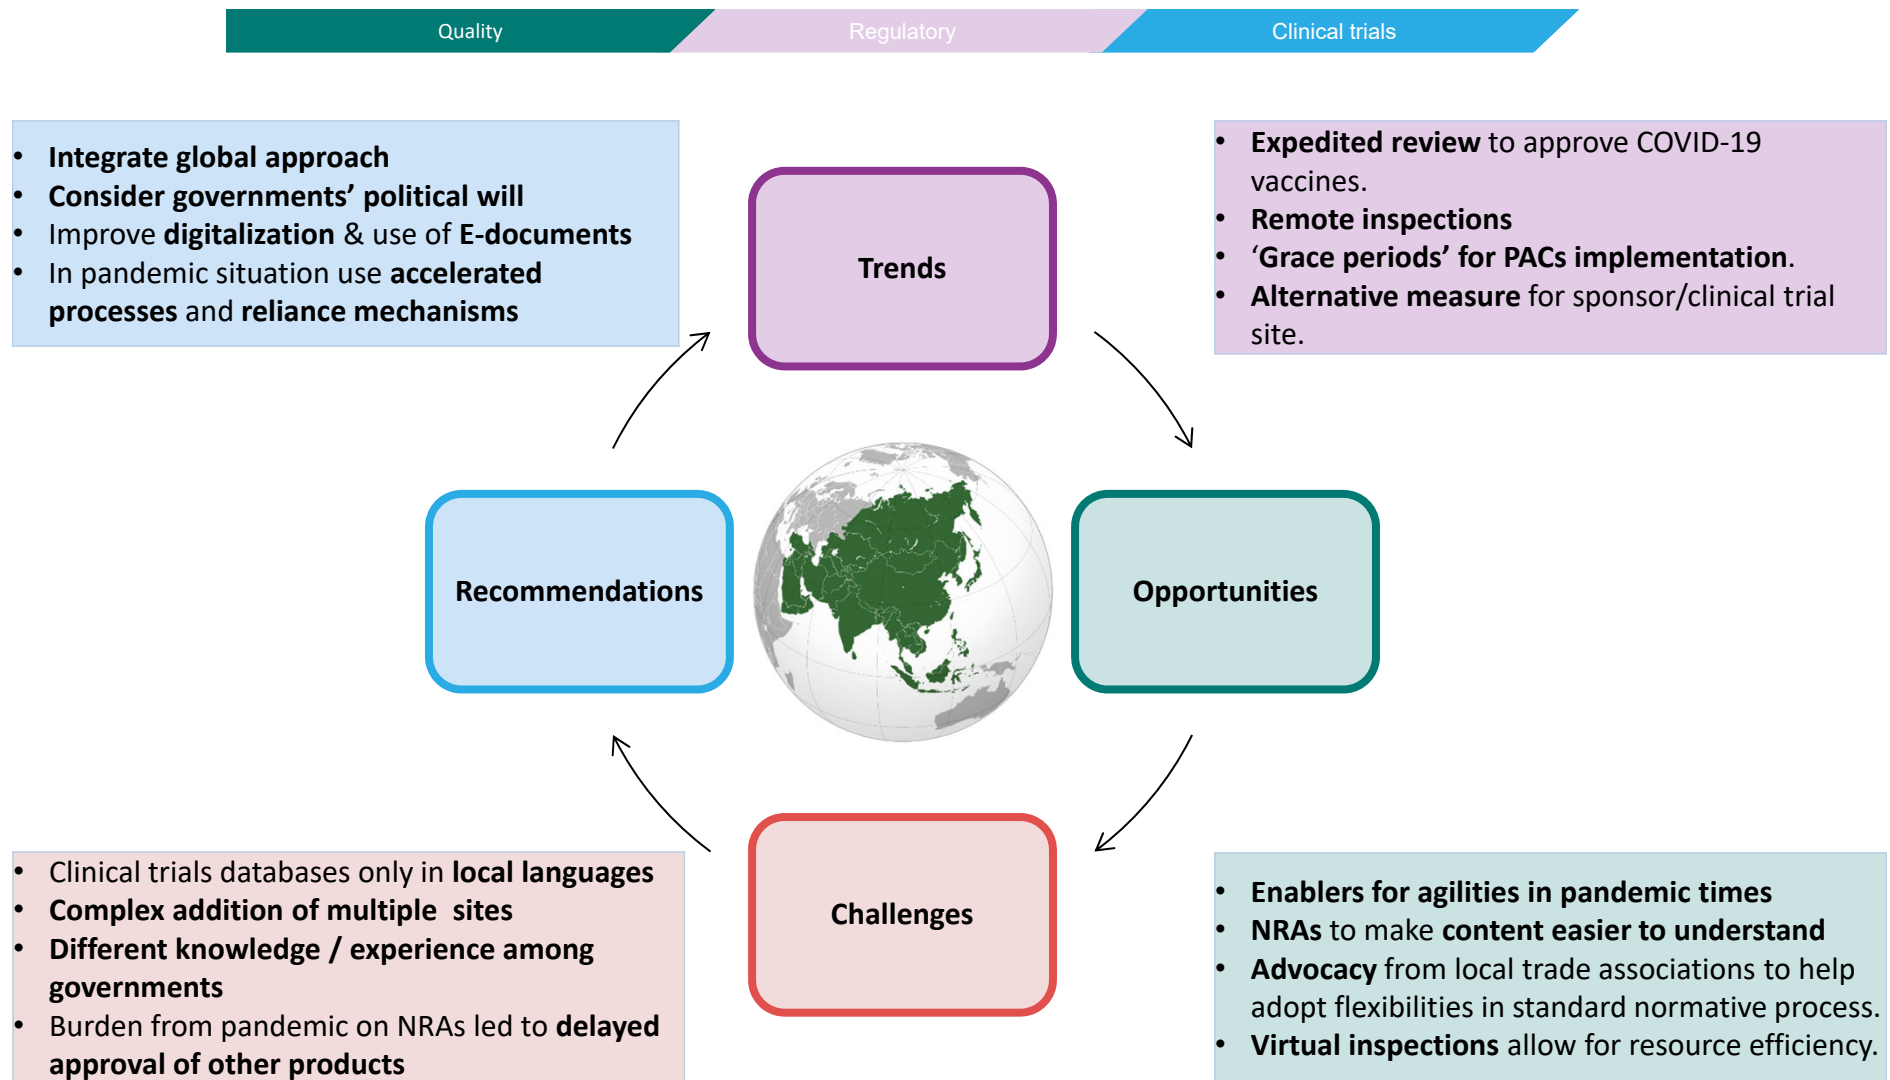 Quality
Regulatory
Clinical trials
• Integrate global approach
• Consider governments’ political will
• Improve digitalization & use of E-documents
• In pandemic situation use accelerated
processes and reliance mechanisms
• Expedited review to approve COVID-19
vaccines.
• Remote inspections
• ‘Grace periods’ for PACs implementation.
• Alternative measure for sponsor/clinical trial
site.
Trends
Recommendations
Opportunities
Challenges
• Clinical trials databases only in local languages
• Complex addition of multiple  sites
• Different knowledge / experience among
governments
• Burden from pandemic on NRAs led to delayed
approval of other products
• Enablers for agilities in pandemic times
• NRAs to make content easier to understand
• Advocacy from local trade associations to help
adopt flexibilities in standard normative process.
• Virtual inspections allow for resource efficiency.